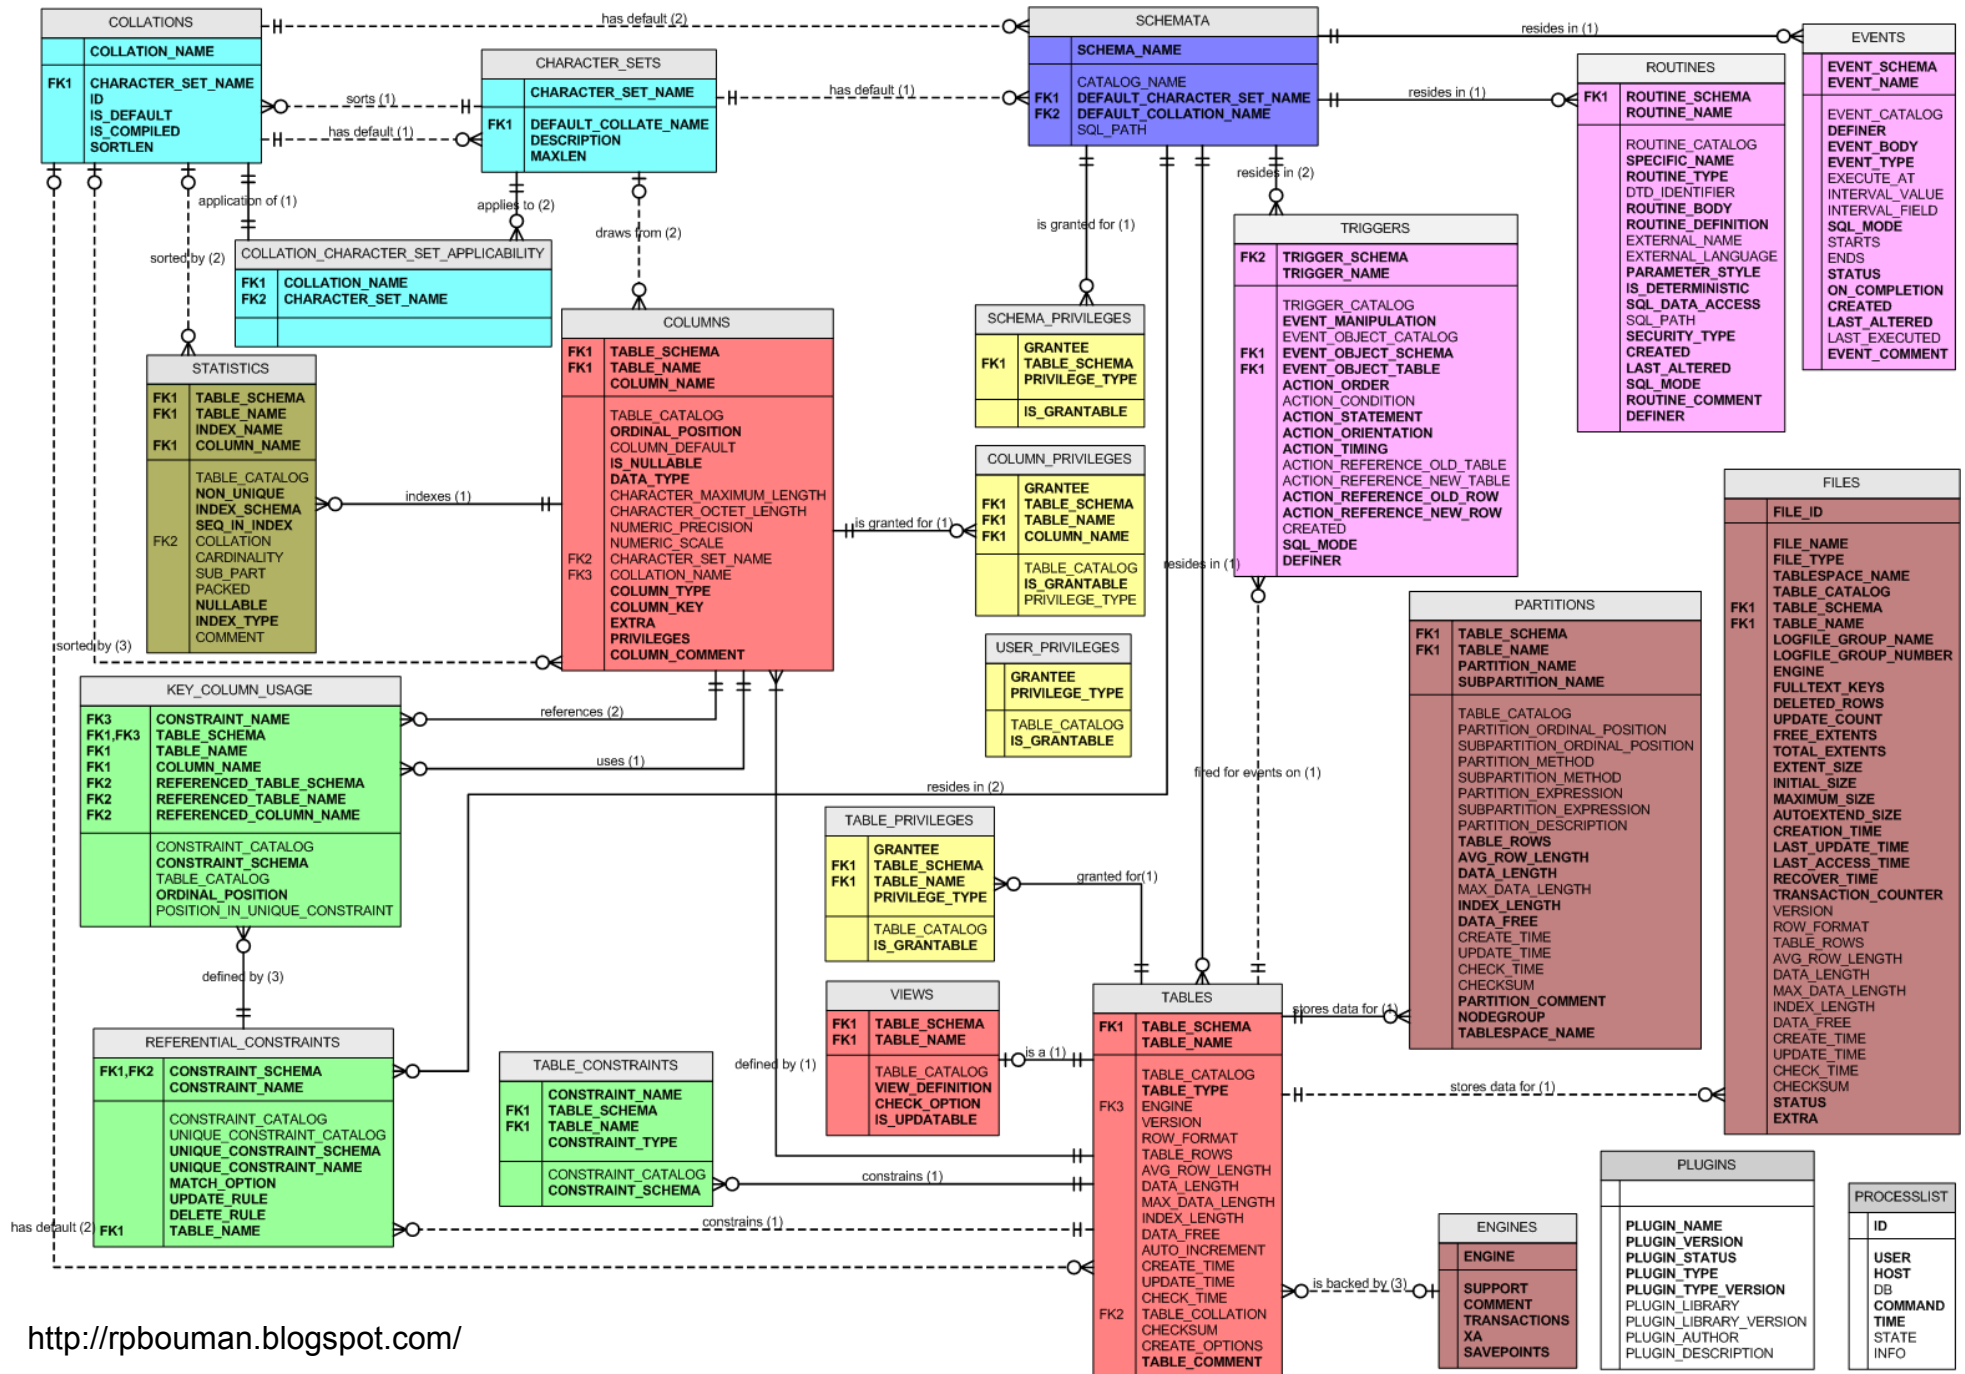 COLLATIONS
COLLATION_NAME
FK1 CHARACTER_SET_NAME
ID
IS_DEFAULT
IS_COMPILED
SORTLEN
has default (2)
sorts (1)
has default (1)
CHARACTER_SETS
CHARACTER_SET_NAME
FK1 DEFAULT_COLLATE_NAME
DESCRIPTION
MAXLEN
has default (1)
SCHEMATA
SCHEMA_NAME
CATALOG_NAME
FK1 DEFAULT_CHARACTER_SET_NAME
FK2 DEFAULT_COLLATION_NAME
SQL_PATH
resides in (1)
resides in (1)
resides in (2)
ROUTINES
FK1 ROUTINE_SCHEMA
ROUTINE_NAME
ROUTINE_CATALOG
SPECIFIC_NAME
ROUTINE_TYPE
DTD_IDENTIFIER
ROUTINE_BODY
ROUTINE_DEFINITION
EXTERNAL_NAME
EXTERNAL_LANGUAGE
PARAMETER_STYLE
IS_DETERMINISTIC
SQL_DATA_ACCESS
SQL_PATH
SECURITY_TYPE
CREATED
LAST_ALTERED
SQL_MODE
ROUTINE_COMMENT
DEFINER
EVENTS
EVENT_SCHEMA
EVENT_NAME
EVENT_CATALOG
DEFINER
EVENT_BODY
EVENT_TYPE
EXECUTE_AT
INTERVAL_VALUE
INTERVAL_FIELD
SQL_MODE
STARTS
ENDS
STATUS
ON_COMPLETION
CREATED
LAST_ALTERED
LAST_EXECUTED
EVENT_COMMENT
application of (1)
applies to (2)
draws from (2)
sorted by (2)
is granted for (1)
COLLATION_CHARACTER_SET_APPLICABILITY
FK1 COLLATION_NAME
FK2 CHARACTER_SET_NAME
TRIGGERS
FK2 TRIGGER_SCHEMA
TRIGGER_NAME
TRIGGER_CATALOG
EVENT_MANIPULATION
EVENT_OBJECT_CATALOG
FK1 EVENT_OBJECT_SCHEMA
FK1 EVENT_OBJECT_TABLE
ACTION_ORDER
ACTION_CONDITION
ACTION_STATEMENT
ACTION_ORIENTATION
ACTION_TIMING
ACTION_REFERENCE_OLD_TABLE
ACTION_REFERENCE_NEW_TABLE
ACTION_REFERENCE_OLD_ROW
ACTION_REFERENCE_NEW_ROW
CREATED
SQL_MODE
DEFINER
STATISTICS
FK1 TABLE_SCHEMA
FK1 TABLE_NAME
INDEX_NAME
FK1 COLUMN_NAME
TABLE_CATALOG
NON_UNIQUE
INDEX_SCHEMA
SEQ_IN_INDEX
FK2 COLLATION
CARDINALITY
SUB_PART
PACKED
NULLABLE
INDEX_TYPE
COMMENT
indexes (1)
COLUMNS
FK1 TABLE_SCHEMA
FK1 TABLE_NAME
COLUMN_NAME
TABLE_CATALOG
ORDINAL_POSITION
COLUMN_DEFAULT
IS_NULLABLE
DATA_TYPE
CHARACTER_MAXIMUM_LENGTH
CHARACTER_OCTET_LENGTH
NUMERIC_PRECISION
NUMERIC_SCALE
FK2 CHARACTER_SET_NAME
FK3 COLLATION_NAME
COLUMN_TYPE
COLUMN_KEY
EXTRA
PRIVILEGES
COLUMN_COMMENT
SCHEMA_PRIVILEGES
GRANTEE
FK1 TABLE_SCHEMA
PRIVILEGE_TYPE
IS_GRANTABLE
COLUMN_PRIVILEGES
GRANTEE
FK1 TABLE_SCHEMA
FK1 TABLE_NAME
FK1 COLUMN_NAME
TABLE_CATALOG
IS_GRANTABLE
PRIVILEGE_TYPE
is granted for (1)
resides in (1)
USER_PRIVILEGES
GRANTEE
PRIVILEGE_TYPE
TABLE_CATALOG
IS_GRANTABLE
PARTITIONS
FK1 TABLE_SCHEMA
FK1 TABLE_NAME
PARTITION_NAME
SUBPARTITION_NAME
TABLE_CATALOG
PARTITION_ORDINAL_POSITION
SUBPARTITION_ORDINAL_POSITION
PARTITION_METHOD
SUBPARTITION_METHOD
PARTITION_EXPRESSION
SUBPARTITION_EXPRESSION
PARTITION_DESCRIPTION
TABLE_ROWS
AVG_ROW_LENGTH
DATA_LENGTH
MAX_DATA_LENGTH
INDEX_LENGTH
DATA_FREE
CREATE_TIME
UPDATE_TIME
CHECK_TIME
CHECKSUM
PARTITION_COMMENT
NODEGROUP
TABLESPACE_NAME
FILES
FILE_ID
FILE_NAME
FILE_TYPE
TABLESPACE_NAME
TABLE_CATALOG
FK1 TABLE_SCHEMA
FK1 TABLE_NAME
LOGFILE_GROUP_NAME
LOGFILE_GROUP_NUMBER
ENGINE
FULLTEXT_KEYS
DELETED_ROWS
UPDATE_COUNT
FREE_EXTENTS
TOTAL_EXTENTS
EXTENT_SIZE
INITIAL_SIZE
MAXIMUM_SIZE
AUTOEXTEND_SIZE
CREATION_TIME
LAST_UPDATE_TIME
LAST_ACCESS_TIME
RECOVER_TIME
TRANSACTION_COUNTER
VERSION
ROW_FORMAT
TABLE_ROWS
AVG_ROW_LENGTH
DATA_LENGTH
MAX_DATA_LENGTH
INDEX_LENGTH
DATA_FREE
CREATE_TIME
UPDATE_TIME
CHECK_TIME
CHECKSUM
STATUS
EXTRA
sorted by (3)
KEY_COLUMN_USAGE
FK3 CONSTRAINT_NAME
FK1,FK3 TABLE_SCHEMA
FK1 TABLE_NAME
FK1 COLUMN_NAME
FK2 REFERENCED_TABLE_SCHEMA
FK2 REFERENCED_TABLE_NAME
FK2 REFERENCED_COLUMN_NAME
CONSTRAINT_CATALOG
CONSTRAINT_SCHEMA
TABLE_CATALOG
ORDINAL_POSITION
POSITION_IN_UNIQUE_CONSTRAINT
references (2)
uses (1)
resides in (2)
fired for events on (1)
TABLE_PRIVILEGES
GRANTEE
FK1 TABLE_SCHEMA
FK1 TABLE_NAME
PRIVILEGE_TYPE
TABLE_CATALOG
IS_GRANTABLE
granted for(1)
defined by (3)
REFERENTIAL_CONSTRAINTS
FK1,FK2 CONSTRAINT_SCHEMA
CONSTRAINT_NAME
CONSTRAINT_CATALOG
UNIQUE_CONSTRAINT_CATALOG
UNIQUE_CONSTRAINT_SCHEMA
UNIQUE_CONSTRAINT_NAME
MATCH_OPTION
UPDATE_RULE
DELETE_RULE
FK1 TABLE_NAME
has default (2)
TABLE_CONSTRAINTS
CONSTRAINT_NAME
FK1 TABLE_SCHEMA
FK1 TABLE_NAME
CONSTRAINT_TYPE
CONSTRAINT_CATALOG
CONSTRAINT_SCHEMA
VIEWS
FK1 TABLE_SCHEMA
FK1 TABLE_NAME
TABLE_CATALOG
VIEW_DEFINITION
CHECK_OPTION
IS_UPDATABLE
defined by (1)
is a (1)
constrains (1)
constrains (1)
TABLES
FK1 TABLE_SCHEMA
TABLE_NAME
TABLE_CATALOG
TABLE_TYPE
FK3 ENGINE
VERSION
ROW_FORMAT
TABLE_ROWS
AVG_ROW_LENGTH
DATA_LENGTH
MAX_DATA_LENGTH
INDEX_LENGTH
DATA_FREE
AUTO_INCREMENT
CREATE_TIME
UPDATE_TIME
CHECK_TIME
FK2 TABLE_COLLATION
CHECKSUM
CREATE_OPTIONS
TABLE_COMMENT
stores data for (1)
stores data for (1)
is backed by (3)
ENGINES
ENGINE
SUPPORT
COMMENT
TRANSACTIONS
XA
SAVEPOINTS
PLUGINS
PLUGIN_NAME
PLUGIN_VERSION
PLUGIN_STATUS
PLUGIN_TYPE
PLUGIN_TYPE_VERSION
PLUGIN_LIBRARY
PLUGIN_LIBRARY_VERSION
PLUGIN_AUTHOR
PLUGIN_DESCRIPTION
PROCESSLIST
ID
USER
HOST
DB
COMMAND
TIME
STATE
INFO
http://rpbouman.blogspot.com/